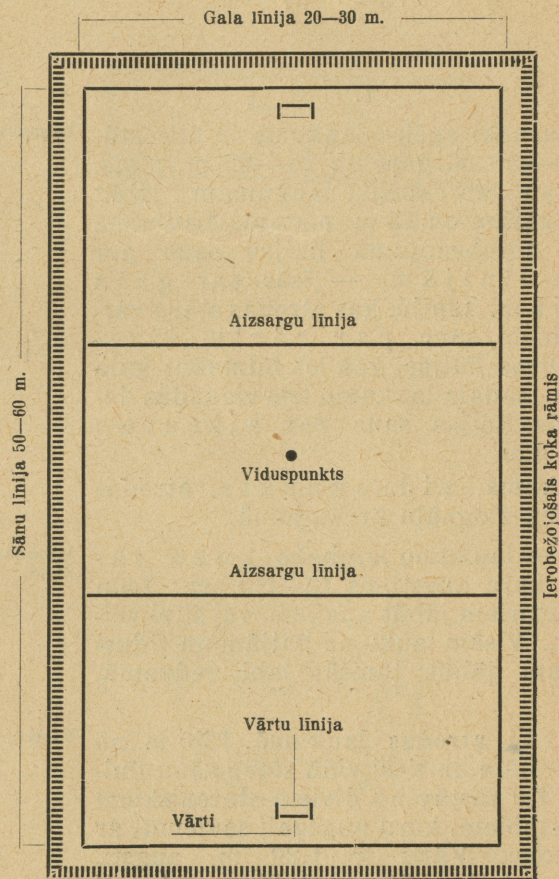 Gala līnija 20—30 m.
Aizsargu līnija
Viduspunkts
Aizsargu līnija
Vārtu līnija
Vārti
Sānu līnija 50—60 m.
Ierobežojošais koka rāmis